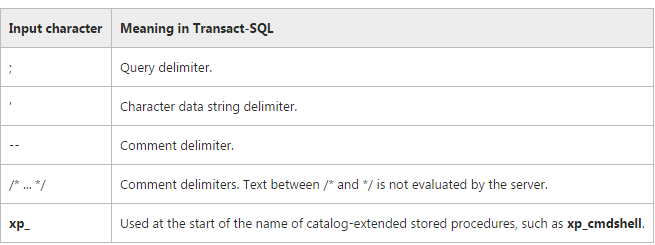 Input character Meaning in Transact-SQL
; Query delimiter.
' Character data string delimiter.
-- Comment delimiter.
/* ... */ Comment delimiters. Text between /* and */ is not evaluated by the server.
xp_ Used at the start of the name of catalog-extended stored procedures, such as xp_cmdshell.